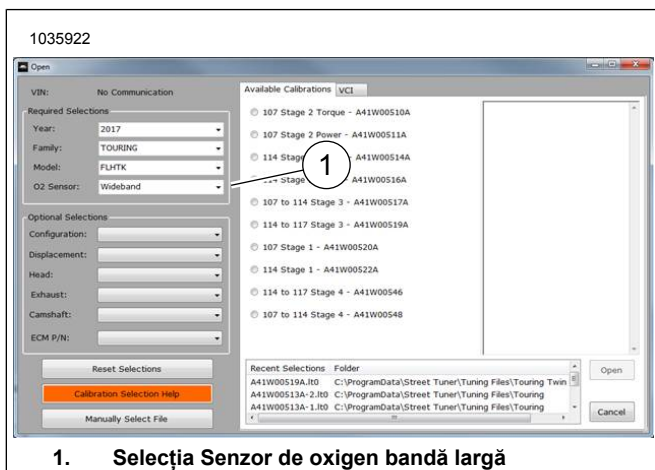 1035922
Open
VIN: No Communication
Required Selections
Year: 2017
Family: TOURING
Model: FLHTK
O2 Sensor: Wideband
Optional Selections
Configuration:
Displacement:
Head:
Exhaust:
Camshaft:
ECM P/N:
Reset Selections
Calibration Selection Help
Manually Select File
Available Calibrations VCI
107 Stage 2 Torque - A41W00510A
107 Stage 2 Power - A41W00511A
114 Stage - A41W00514A
114 Stage A41W00516A
1
107 to 114 Stage 3 - A41W00517A
114 to 117 Stage 3 - A41W00519A
107 Stage 1 - A41W00520A
114 Stage 1 - A41W00522A
114 to 117 Stage 4 - A41W00546
107 to 114 Stage 4 - A41W00548
Recent Selections Folder
A41W00519A.lt0 C:\ProgramData\Street Tuner\Tuning Files\Touring Twin
A41W00513A-2.lt0 C:\ProgramData\Street Tuner\Tuning Files\Touring
A41W00513A-2.lt0 C:\ProgramData\Street Tuner\Tuning Files\Touring
Open
Cancel
1. Selecția Senzor de oxigen bandă largă